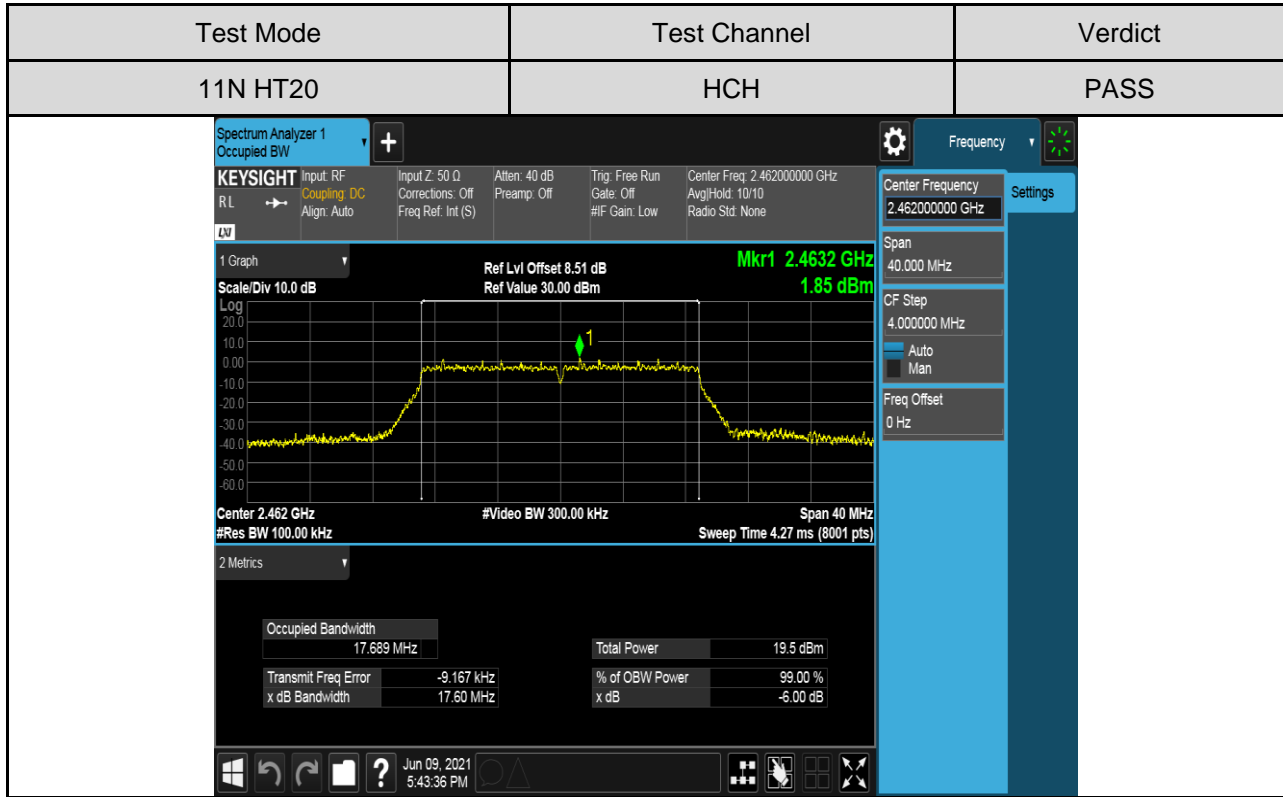 Test Mode Test Channel Verdict
11N HT20 HCH PASS
Spectrum Analyzer 1
Occupied BW
+
Frequency
KEYSIGHT Input: RF Input Z: 50 Ω Atten: 40 dB Trig: Free Run Center Freq: 2.462000000 GHz
RL Coupling: DC Corrections: Off Preamp: Off Gate: Off Avg|Hold: 10/10
Align: Auto Freq Ref: Int (S) #IF Gain: Low Radio Std: None
LXI
Center Frequency
2.462000000 GHz
Settings
Span
40.000 MHz
CF Step
4.000000 MHz
Auto
Man
Freq Offset
0 Hz
1 Graph
Ref Lvl Offset 8.51 dB Mkr1 2.4632 GHz
Scale/Div 10.0 dB Ref Value 30.00 dBm 1.85 dBm
Log
20.0
10.0
0.00
-10.0
-20.0
-30.0
-40.0
-50.0
-60.0
1
Center 2.462 GHz #Video BW 300.00 kHz Span 40 MHz
#Res BW 100.00 kHz Sweep Time 4.27 ms (8001 pts)
2 Metrics
Occupied Bandwidth
17.689 MHz Total Power 19.5 dBm
Transmit Freq Error -9.167 kHz % of OBW Power 99.00 %
x dB Bandwidth 17.60 MHz x dB -6.00 dB
? Jun 09, 2021
5:43:36 PM